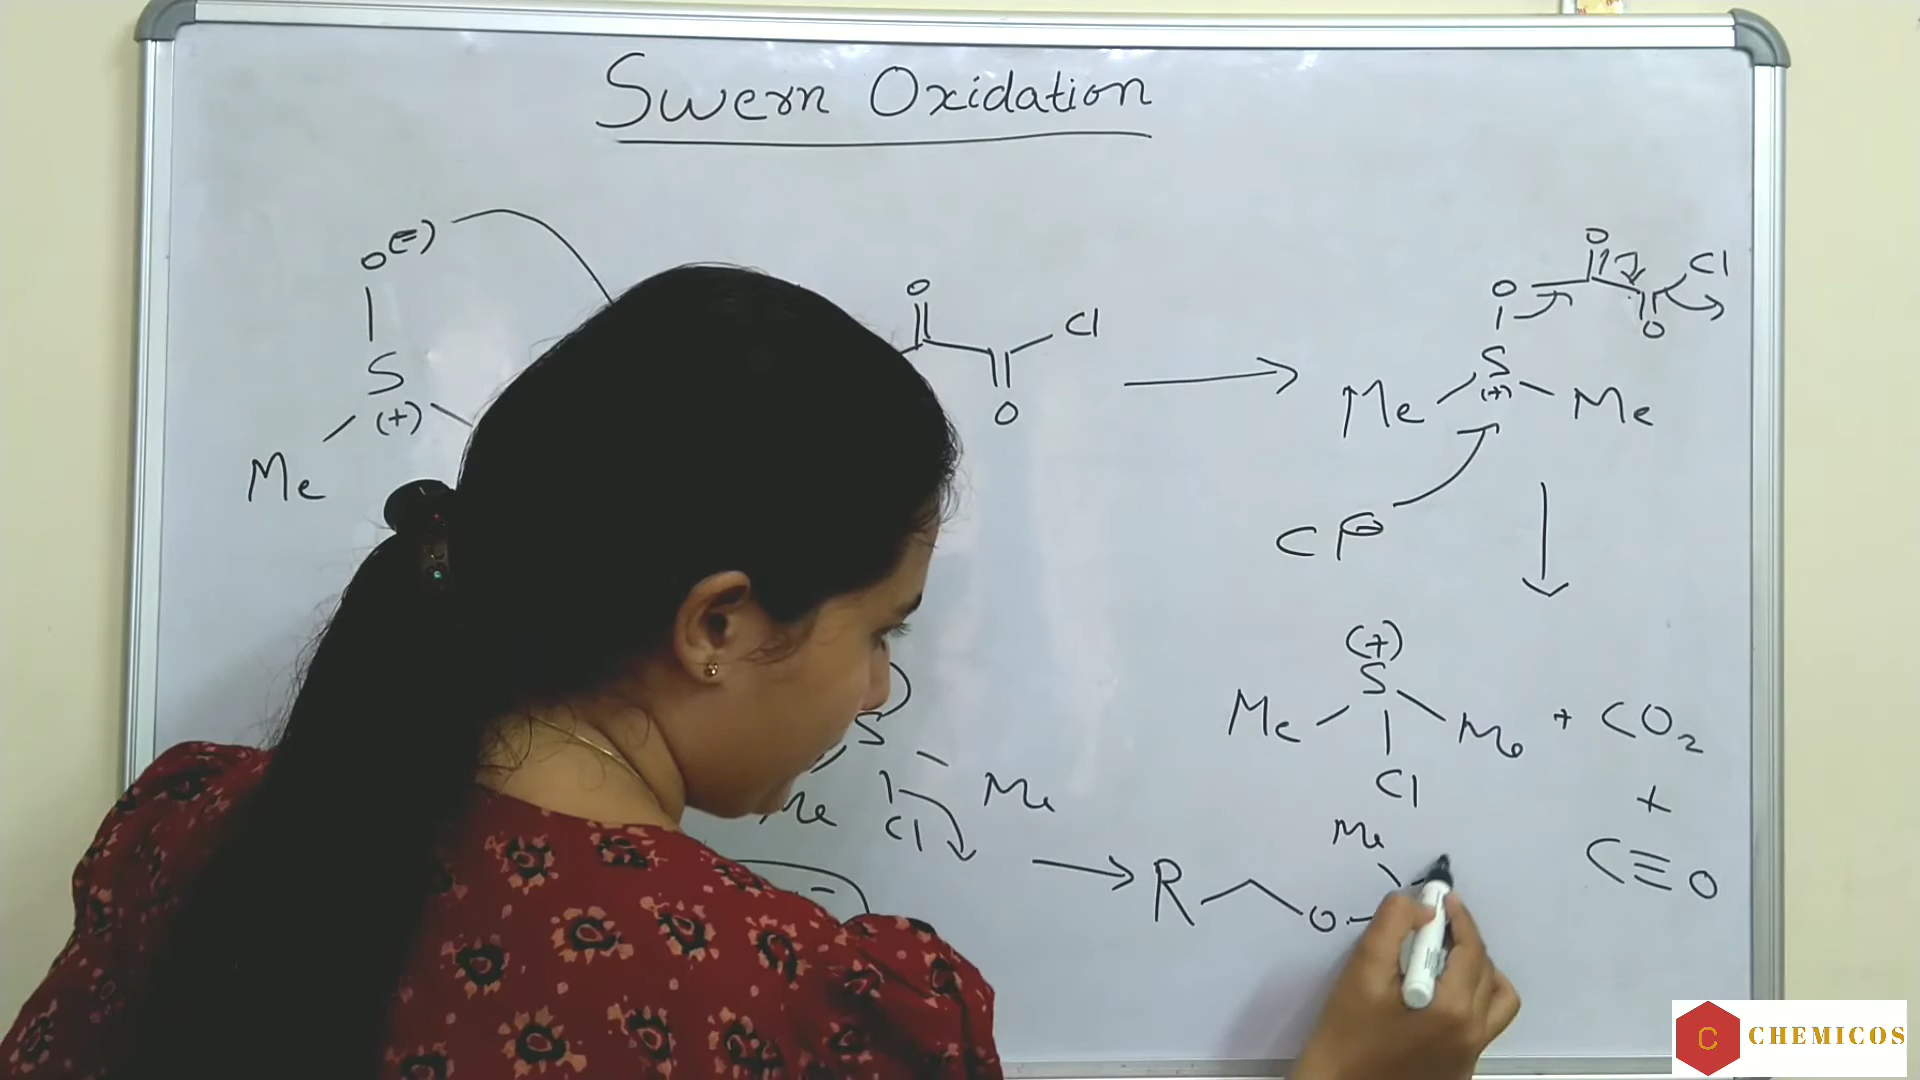 Swern Oxidation
O(-)
S
(+)
Me
O
Cl
O
O
O
Cl
O
S
(+)
Me
Me
Cl⊖
(+)
S
Me
Me
Cl
+ CO2
+
C≡O
S
Me
Me
Cl
R
O
Me
CHEMICOS